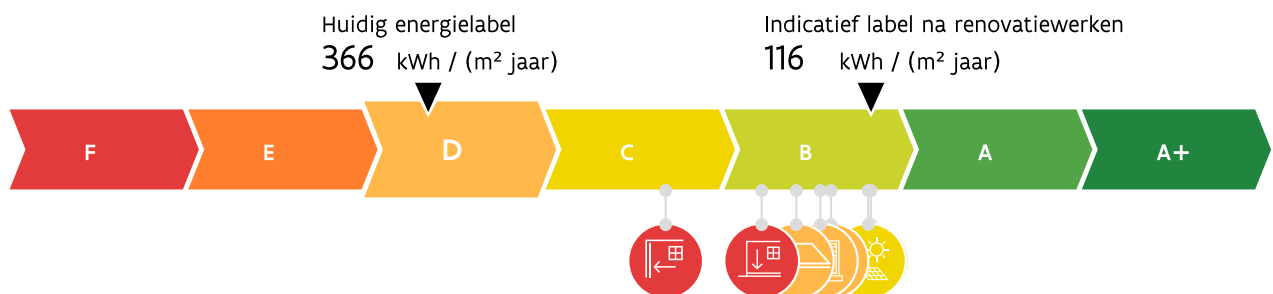 Huidig energielabel
366 kWh / (m² jaar)
Indicatief label na renovatiewerken
116 kWh / (m² jaar)
F
E
D
C
B
A
A+